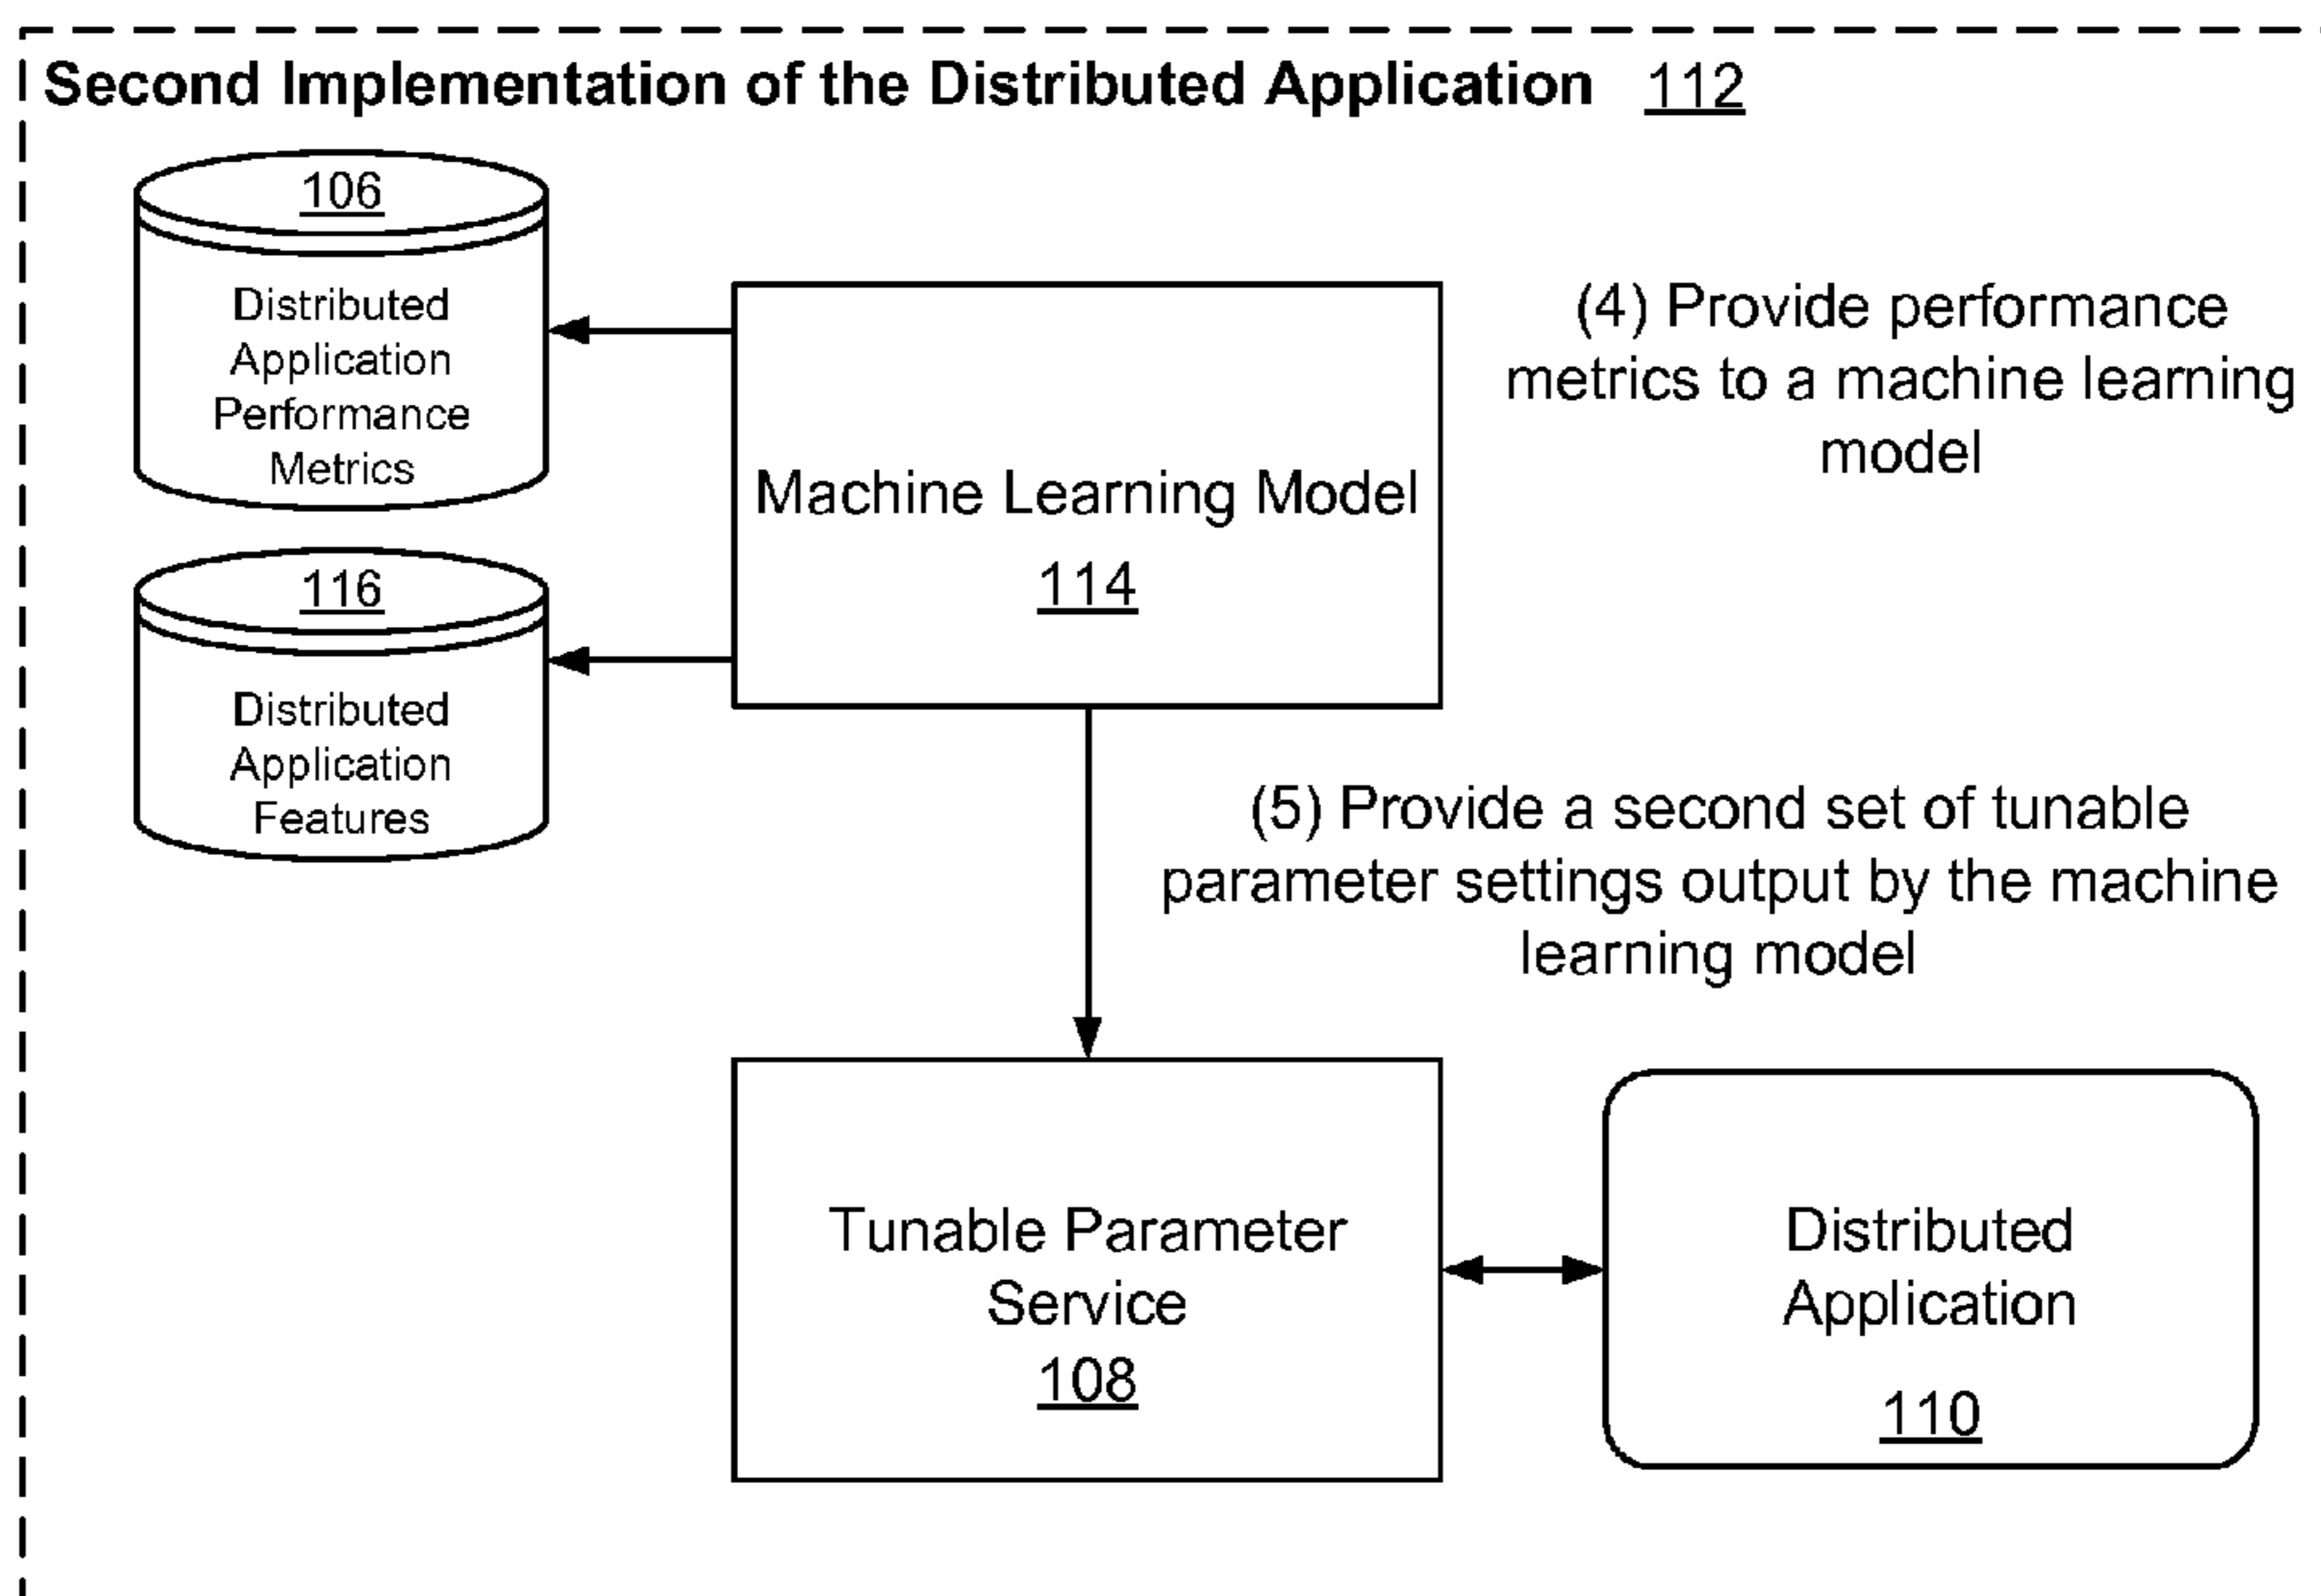 Second Implementation of the Distributed Application 112
106
Distributed
Application
Performance
Metrics
116
Distributed
Application
Features
Machine Learning Model
114
(4) Provide performance
metrics to a machine learning
model
(5) Provide a second set of tunable
parameter settings output by the machine
learning model
Tunable Parameter
Service
108
Distributed
Application
110